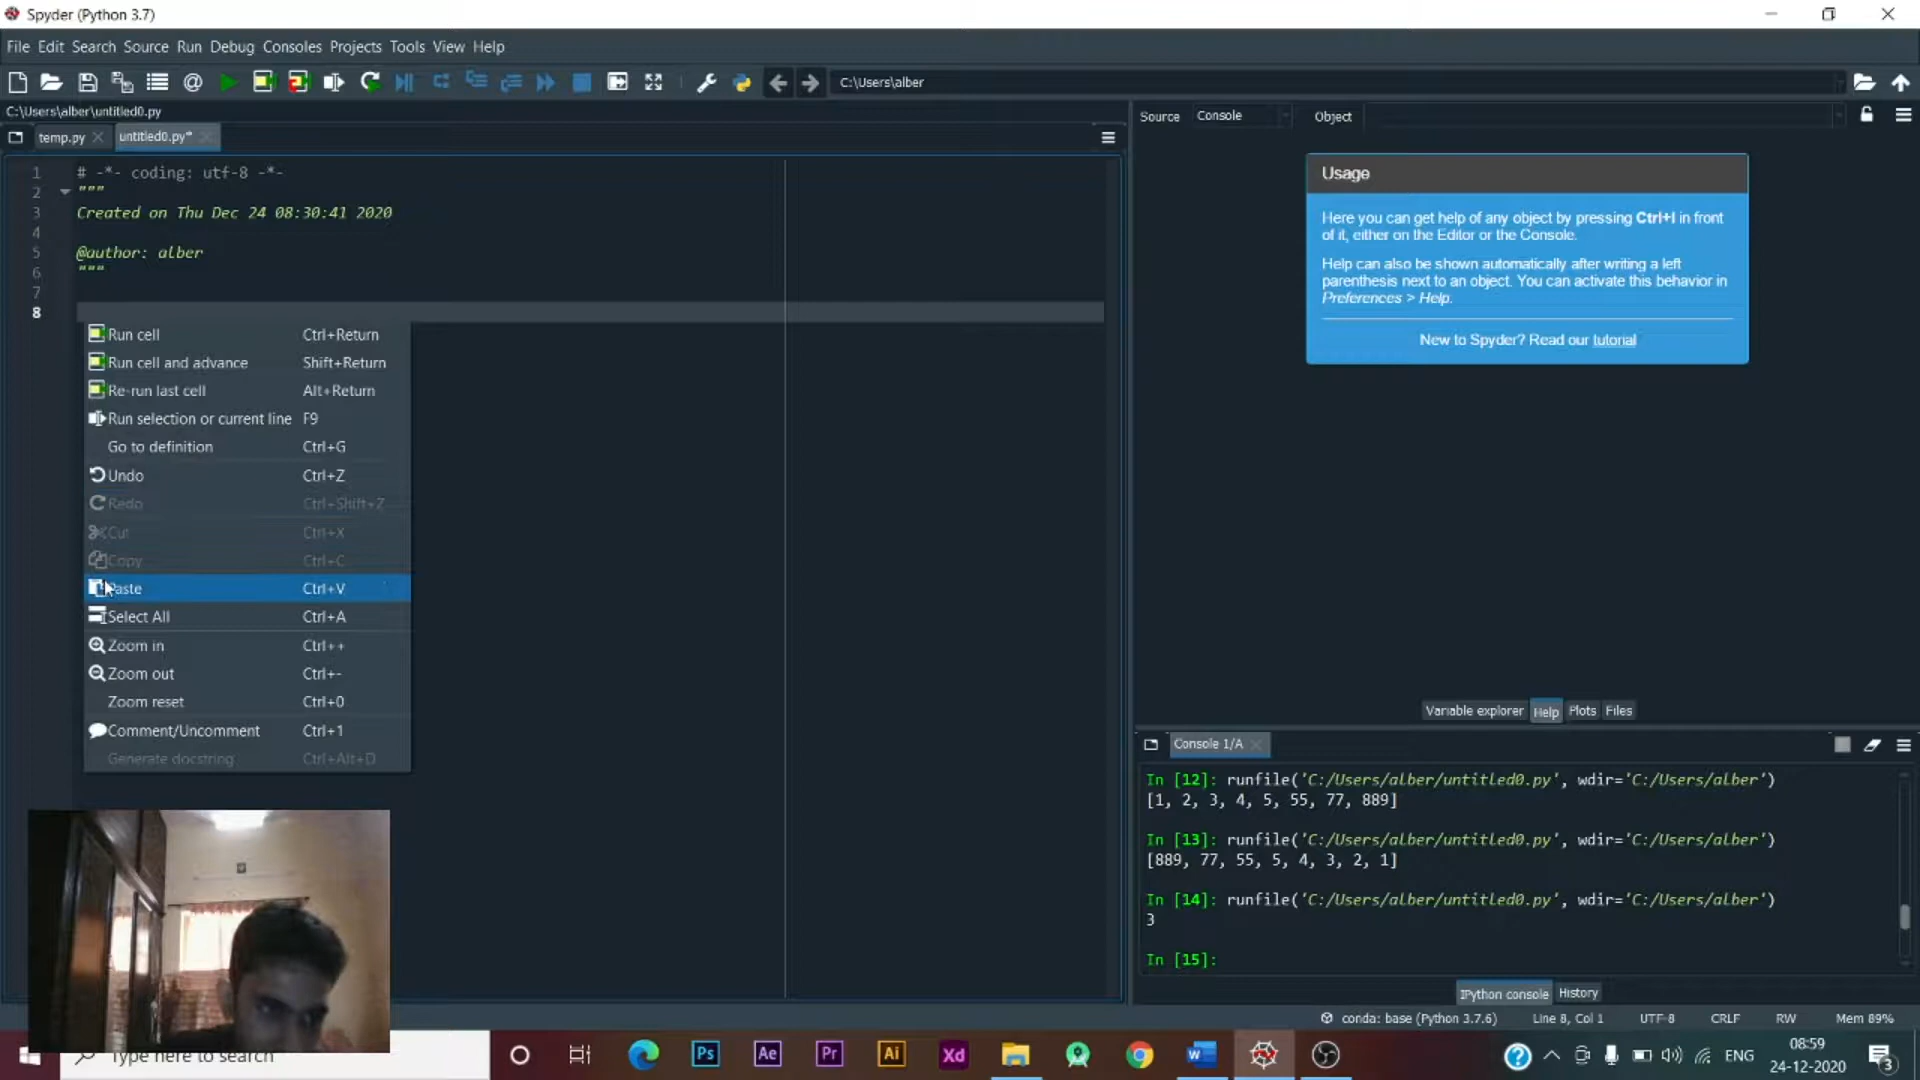 Spyder (Python 3.7)
File Edit Search Source Run Debug Consoles Projects Tools View Help
C:\Users\alber
C:\Users\alber\untitled0.py
temp.py
untitled0.py*
1 # -*- coding: utf-8 -*-
2 """
3 Created on Thu Dec 24 08:30:41 2020
4
5 @author: alber
6 """
7
8
Run cell Ctrl+Return
Run cell and advance Shift+Return
Re-run last cell Alt+Return
Run selection or current line F9
Go to definition Ctrl+G
Undo Ctrl+Z
Redo Ctrl+Shift+Z
Cut Ctrl+X
Copy Ctrl+C
Paste Ctrl+V
Select All Ctrl+A
Zoom in Ctrl++
Zoom out Ctrl+-
Zoom reset Ctrl+0
Comment/Uncomment Ctrl+1
Generate docstring Ctrl+Alt+D
Source Console Object
Usage
Here you can get help of any object by pressing Ctrl+I in front
of it, either on the Editor or the Console.
Help can also be shown automatically after writing a left
parenthesis next to an object. You can activate this behavior in
Preferences > Help.
New to Spyder? Read our tutorial
Variable explorer Help Plots Files
Console 1/A
In [12]: runfile('C:/Users/alber/untitled0.py', wdir='C:/Users/alber')
[1, 2, 3, 4, 5, 55, 77, 889]
In [13]: runfile('C:/Users/alber/untitled0.py', wdir='C:/Users/alber')
[889, 77, 55, 5, 4, 3, 2, 1]
In [14]: runfile('C:/Users/alber/untitled0.py', wdir='C:/Users/alber')
3
In [15]:
IPython console History
conda: base (Python 3.7.6) Line 8, Col 1 UTF-8 CRLF RW Mem 89%
Type here to search
Ps Ae Pr Ai Xd
ENG
08:59
24-12-2020
3